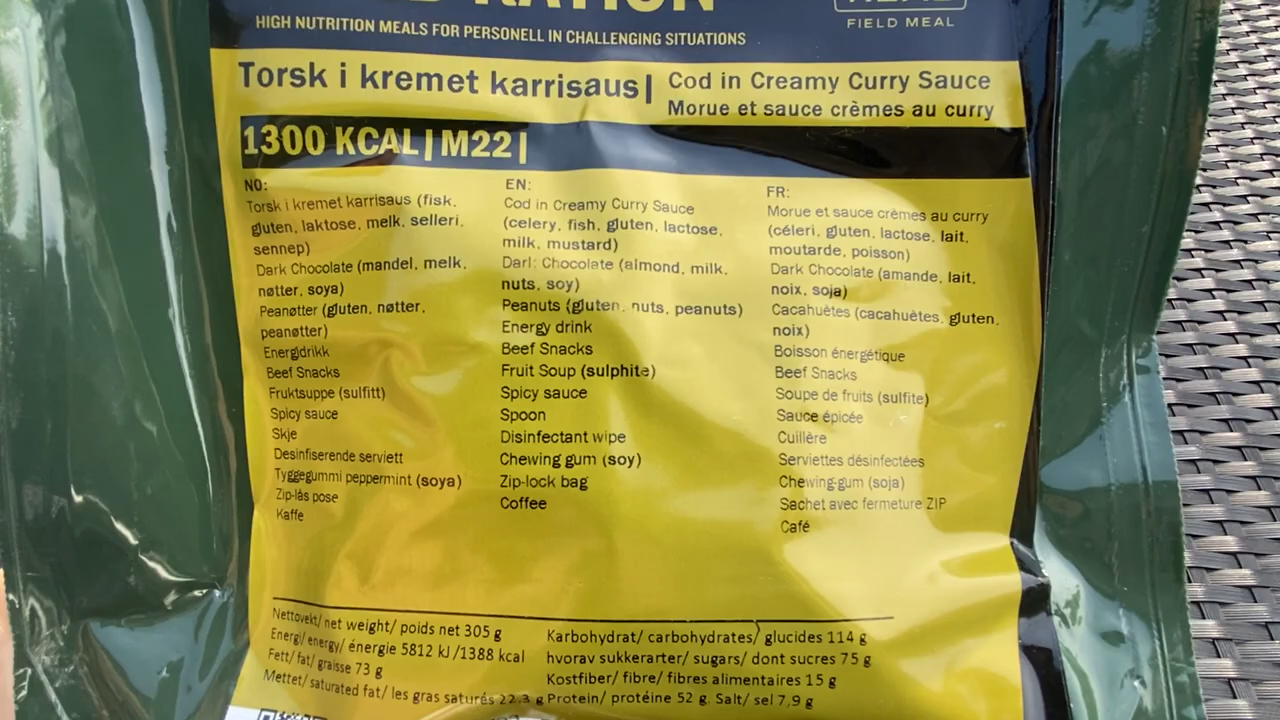 RATION
HIGH NUTRITION MEALS FOR PERSONELL IN CHALLENGING SITUATIONS
FIELD MEAL
Torsk i kremet karrisaus|
Cod in Creamy Curry Sauce
Morue et sauce crèmes au curry
1300 KCAL|M22|
NO:
Torsk i kremet karrisaus (fisk,
gluten, laktose, melk, selleri,
sennep)
Dark Chocolate (mandel, melk,
nøtter, soya)
Peanøtter (gluten, nøtter,
peanøtter)
Energidrikk
Beef Snacks
Fruktsuppe (sulfitt)
Spicy sauce
Skje
Desinfiserende serviett
Tyggegummi peppermint (soya)
Zip-lås pose
Kaffe
EN:
Cod in Creamy Curry Sauce
(celery, fish, gluten, lactose,
milk, mustard)
Dark Chocolate (almond, milk,
nuts, soy)
Peanuts (gluten, nuts, peanuts)
Energy drink
Beef Snacks
Fruit Soup (sulphite)
Spicy sauce
Spoon
Disinfectant wipe
Chewing gum (soy)
Zip-lock bag
Coffee
FR:
Morue et sauce crèmes au curry
(céleri, gluten, lactose, lait,
moutarde, poisson)
Dark Chocolate (amande, lait,
noix, soja)
Cacahuètes (cacahuètes, gluten,
noix)
Boisson énergétique
Beef Snacks
Soupe de fruits (sulfite)
Sauce épicée
Cuillère
Serviettes désinfectées
Chewing-gum (soja)
Sachet avec fermeture ZIP
Café
Nettovekt/ net weight/ poids net 305 g
Energi/ energy/ énergie 5812 kJ /1388 kcal
Fett/ fat/ graisse 73 g
Mettet/ saturated fat/ les gras saturés 22.3 g
Karbohydrat/ carbohydrates/ glucides 114 g
hvorav sukkerarter/ sugars/ dont sucres 75 g
Kostfiber/ fibre/ fibres alimentaires 15 g
Protein/ protéine 52 g. Salt/ sel 7,9 g